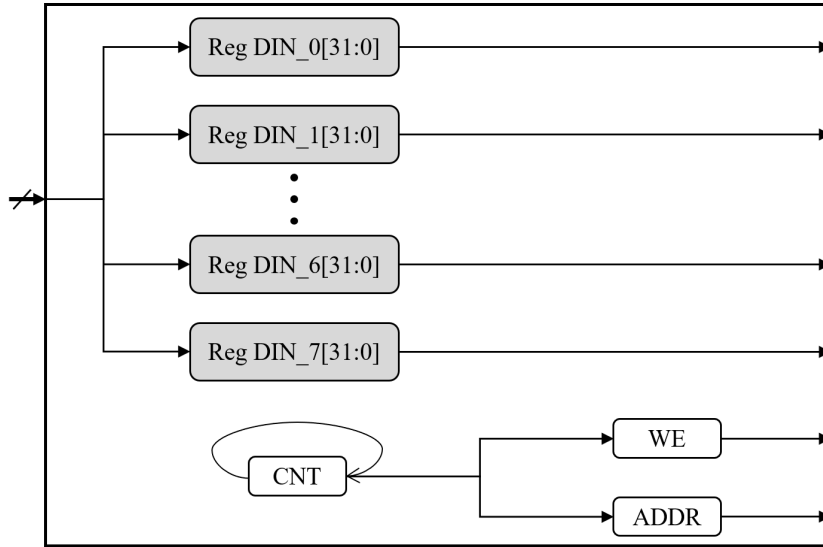 Reg DIN_0[31:0]
Reg DIN_1[31:0]
Reg DIN_6[31:0]
Reg DIN_7[31:0]
WE
CNT
ADDR